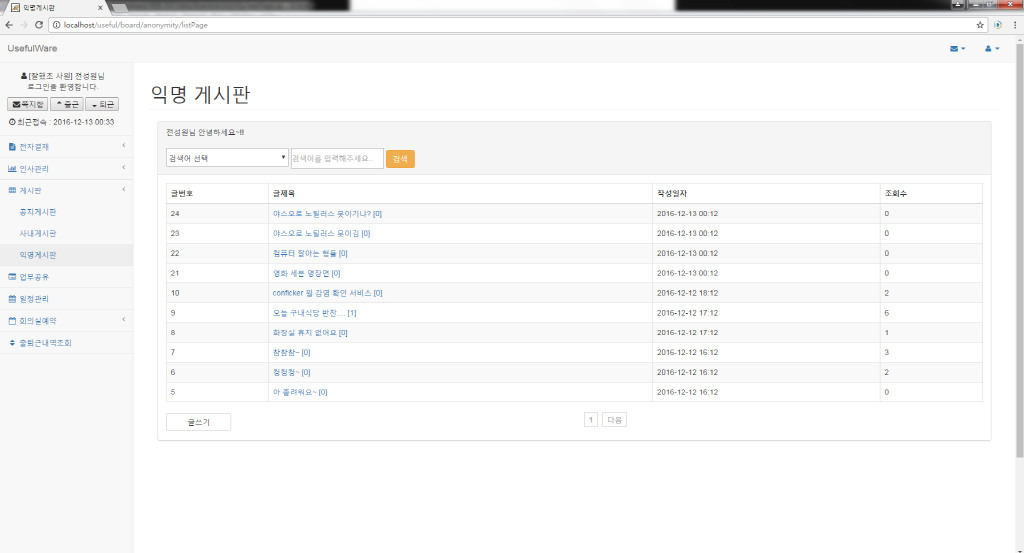 익명게시판
localhost/useful/board/anonymity/listPage
UsefulWare
[잘했조 사원] 전성원님
로그인을 환영합니다.
쪽지함 출근 퇴근
최근접속 : 2016-12-13 00:33
전자결재
인사관리
게시판
공지게시판
사내게시판
익명게시판
업무공유
일정관리
회의실예약
출퇴근내역조회
익명 게시판
전성원님 안녕하세요~!!!
검색어 선택 검색어을 입력해주세요.. 검색
글번호 글제목 작성일자 조회수
24 야스오로 노틸러스 못이기냐? [0] 2016-12-13 00:12 0
23 야스오로 노틸러스 못이김 [0] 2016-12-13 00:12 0
22 컴퓨터 잘아는 형들 [0] 2016-12-13 00:12 0
21 영화 세븐 명장면 [0] 2016-12-13 00:12 0
10 conficker 웜 감염 확인 서비스 [0] 2016-12-12 18:12 2
9 오늘 구내식당 반찬.... [1] 2016-12-12 17:12 6
8 화장실 휴지 없어요 [0] 2016-12-12 17:12 1
7 참참참~ [0] 2016-12-12 16:12 3
6 [0] 2016-12-12 16:12 2
5 아 졸려워요~ [0] 2016-12-12 16:12 0
글쓰기 1 다음